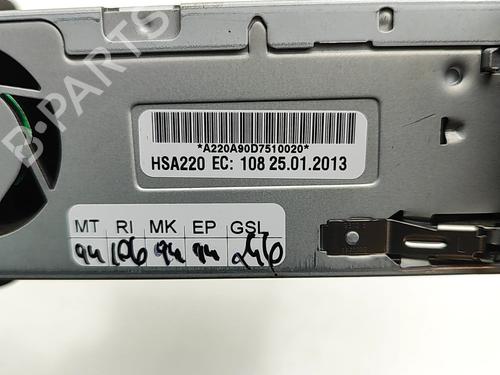 B-PARTS
*A220A90D7510020*
HSA220 EC: 108 25.01.2013
MT RI MK EP GSL
94 106 94 94 246